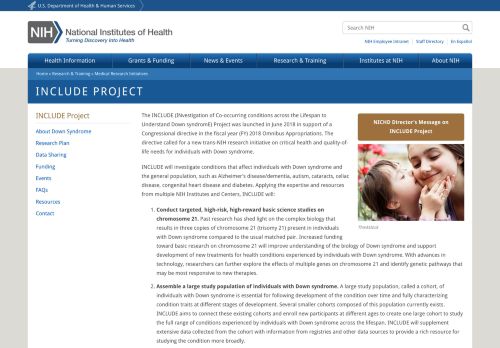 U.S. Department of Health & Human Services
NIH National Institutes of Health
Turning Discovery Into Health
Search NIH
NIH Employee Intranet | Staff Directory | En Español
Health Information
Grants & Funding
News & Events
Research & Training
Institutes at NIH
About NIH
Home » Research & Training » Medical Research Initiatives
INCLUDE PROJECT
INCLUDE Project
About Down Syndrome
Research Plan
Data Sharing
Funding
Events
FAQs
Resources
Contact
The INCLUDE (INvestigation of Co-occurring conditions across the Lifespan to
Understand Down syndromE) Project was launched in June 2018 in support of a
Congressional directive in the fiscal year (FY) 2018 Omnibus Appropriations. The
directive called for a new trans-NIH research initiative on critical health and quality-of-
life needs for individuals with Down syndrome.
INCLUDE will investigate conditions that affect individuals with Down syndrome and
the general population, such as Alzheimer's disease/dementia, autism, cataracts, celiac
disease, congenital heart disease and diabetes. Applying the expertise and resources
from multiple NIH Institutes and Centers, INCLUDE will:
1. Conduct targeted, high-risk, high-reward basic science studies on
chromosome 21. Past research has shed light on the complex biology that
results in three copies of chromosome 21 (trisomy 21) present in individuals
with Down syndrome compared to the usual matched pair. Increased funding
toward basic research on chromosome 21 will improve understanding of the biology of Down syndrome and support
development of new treatments for health conditions experienced by individuals with Down syndrome. With advances in
technology, researchers can further explore the effects of multiple genes on chromosome 21 and identify genetic pathways that
may be most responsive to new therapies.
2. Assemble a large study population of individuals with Down syndrome. A large study population, called a cohort, of
individuals with Down syndrome is essential for following development of the condition over time and fully characterizing
condition traits at different stages of development. Several smaller cohorts composed of this population currently exist.
INCLUDE aims to connect these existing cohorts and enroll new participants at different ages to create one large cohort to study
the full range of conditions experienced by individuals with Down syndrome across the lifespan. INCLUDE will supplement
extensive data collected from the cohort with information from registries and other data sources to provide a rich resource for
studying the condition more broadly.
NICHD Director's Message on
INCLUDE Project
Thinkstock